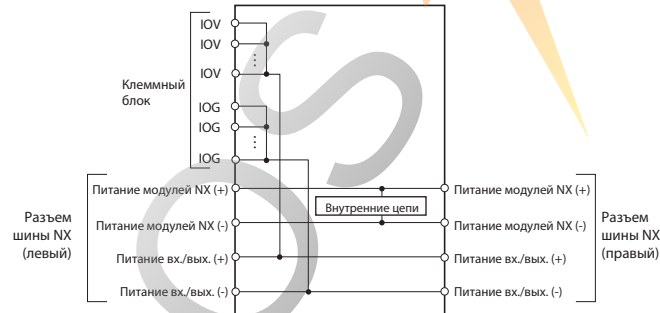 IOV
IOV
IOV
Клеммный
блок
IOG
IOG
IOG
Разъем
шины NX
(левый)
Питание модулей NX (+)
Питание модулей NX (-)
Питание вх./вых. (+)
Питание вх./вых. (-)
Внутренние цепи
Питание модулей NX (+)
Питание модулей NX (-)
Питание вх./вых. (+)
Питание вх./вых. (-)
Разъем
шины NX
(правый)